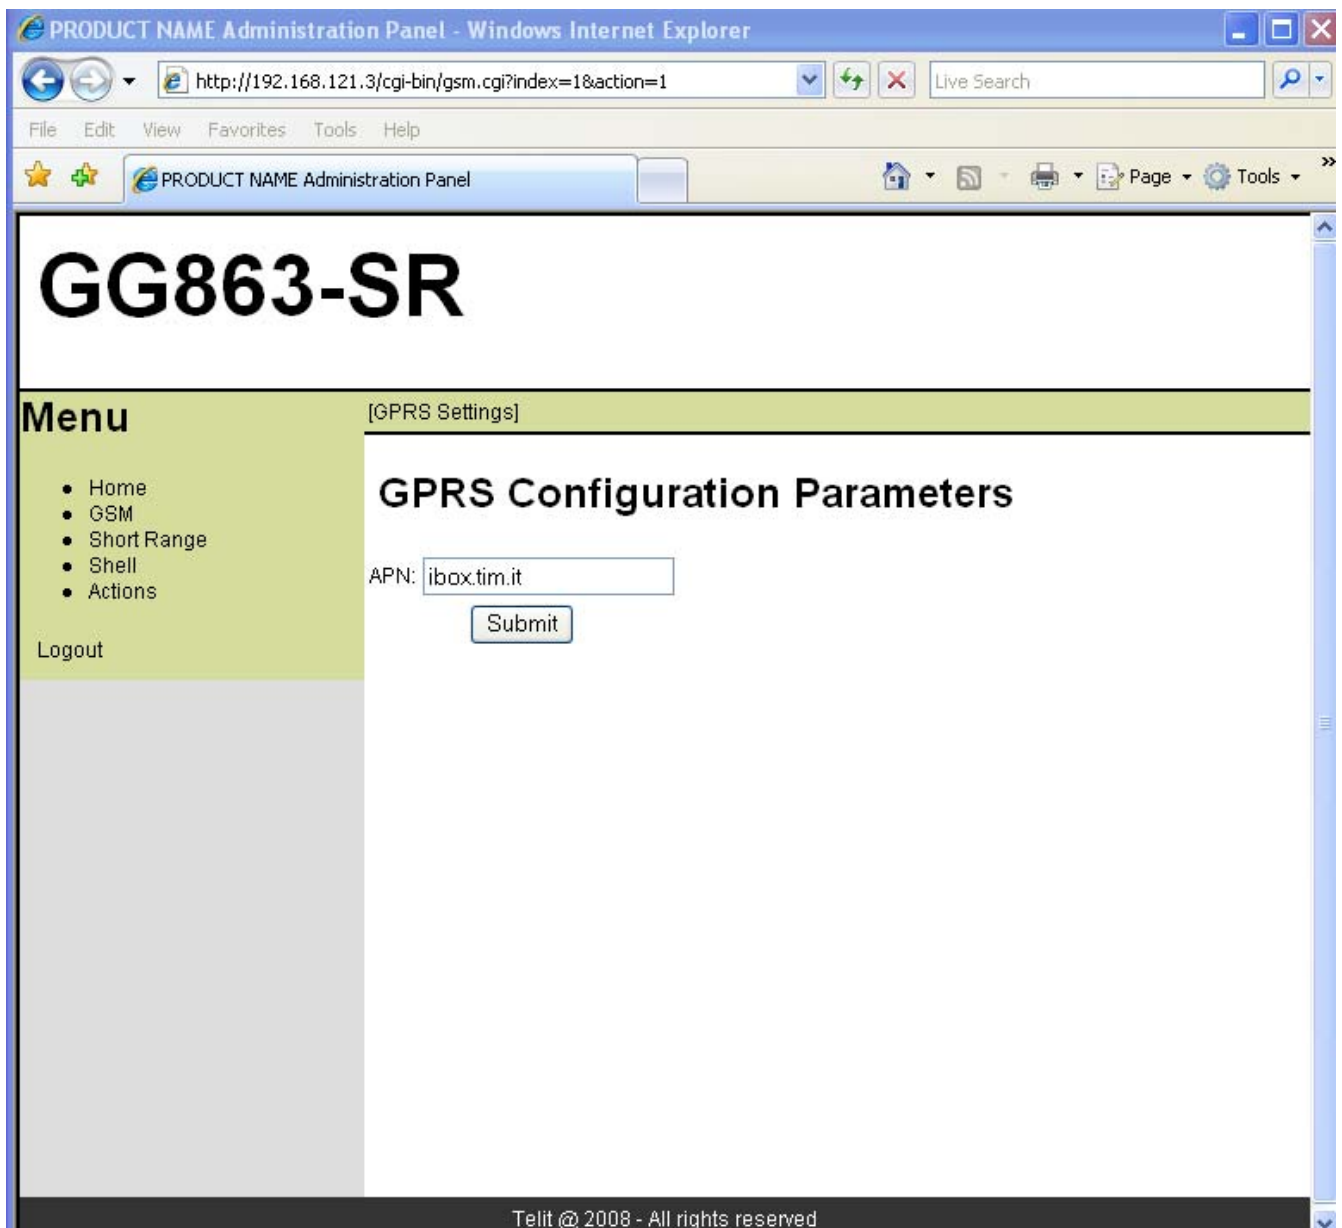 PRODUCT NAME Administration Panel - Windows Internet Explorer
http://192.168.121.3/cgi-bin/gsm.cgi?index=1&action=1
Live Search
File Edit View Favorites Tools Help
PRODUCT NAME Administration Panel
Page Tools »
GG863-SR
Menu
[GPRS Settings]
• Home
• GSM
• Short Range
• Shell
• Actions
Logout
GPRS Configuration Parameters
APN: ibox.tim.it
Submit
Telit @ 2008 - All rights reserved